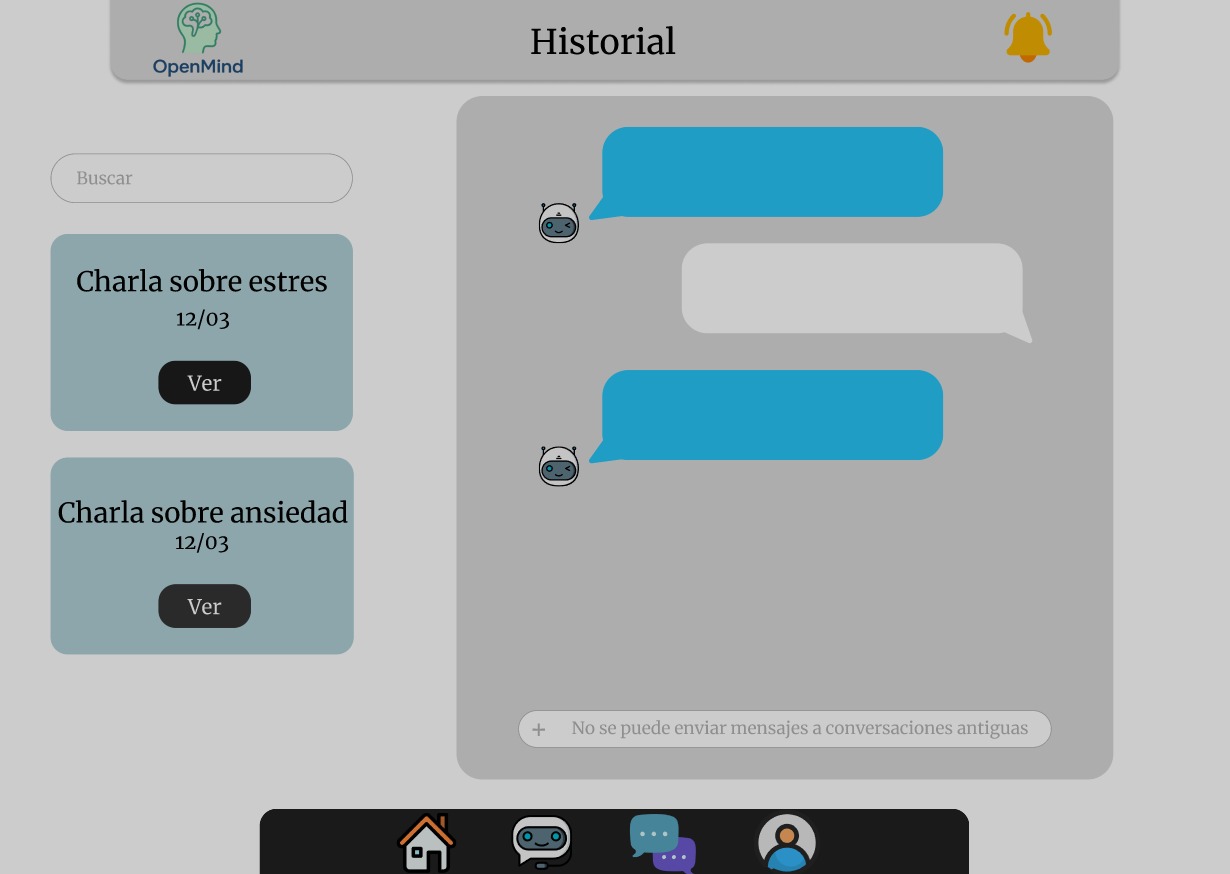 OpenMind
Historial
Buscar
Charla sobre estres
12/03
Ver
Charla sobre ansiedad
12/03
Ver
+ No se puede enviar mensajes a conversaciones antiguas